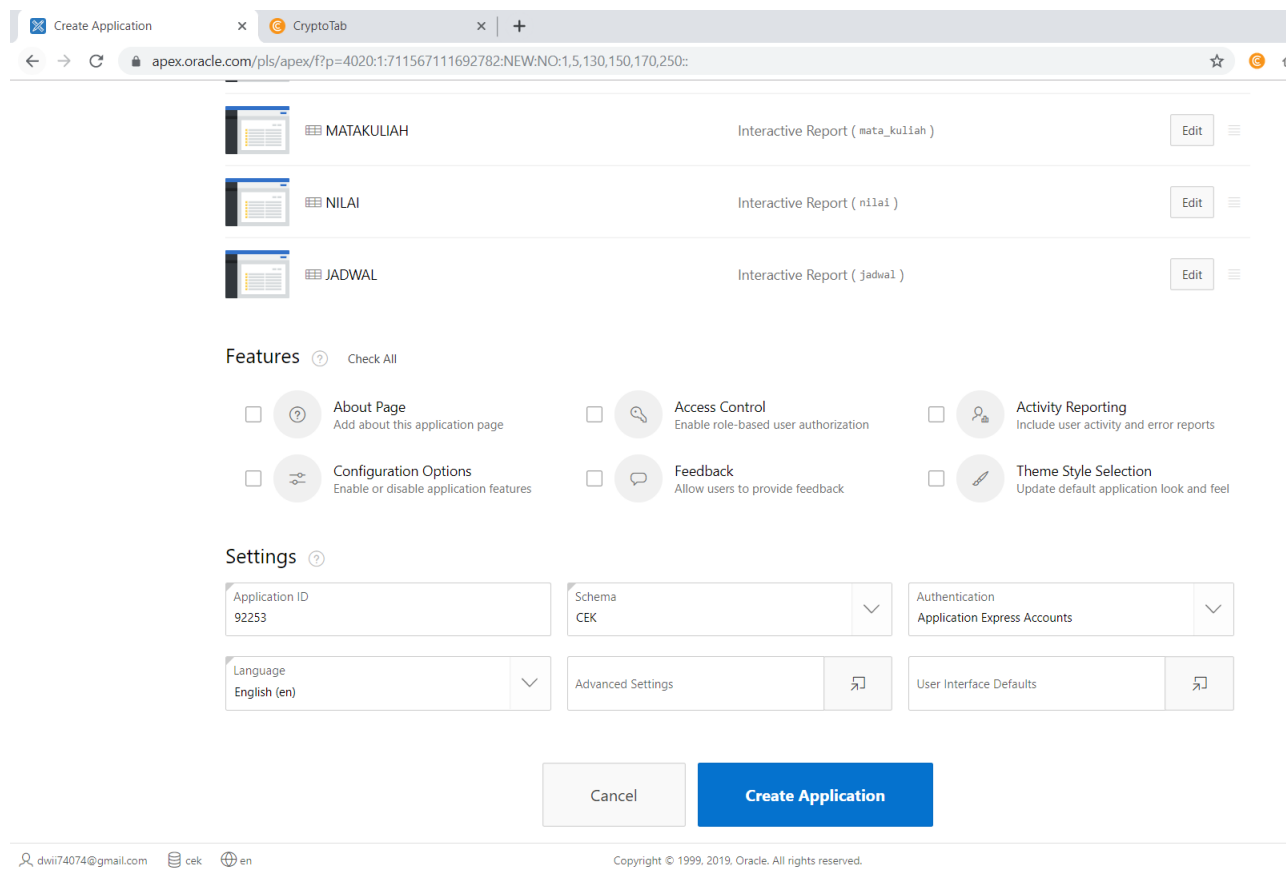 Create Application
CryptoTab
apex.oracle.com/pls/apex/f?p=4020:1:711567111692782:NEW:NO:1,5,130,150,170,250::
MATAKULIAH Interactive Report ( mata_kuliah ) Edit
NILAI Interactive Report ( nilai ) Edit
JADWAL Interactive Report ( jadwal ) Edit
Features ? Check All
About Page Access Control Activity Reporting
Add about this application page Enable role-based user authorization Include user activity and error reports
Configuration Options Feedback Theme Style Selection
Enable or disable application features Allow users to provide feedback Update default application look and feel
Settings ?
Application ID Schema Authentication
92253 CEK Application Express Accounts
Language
English (en) Advanced Settings User Interface Defaults
Cancel Create Application
dwii74074@gmail.com cek en Copyright © 1999, 2019, Oracle. All rights reserved.